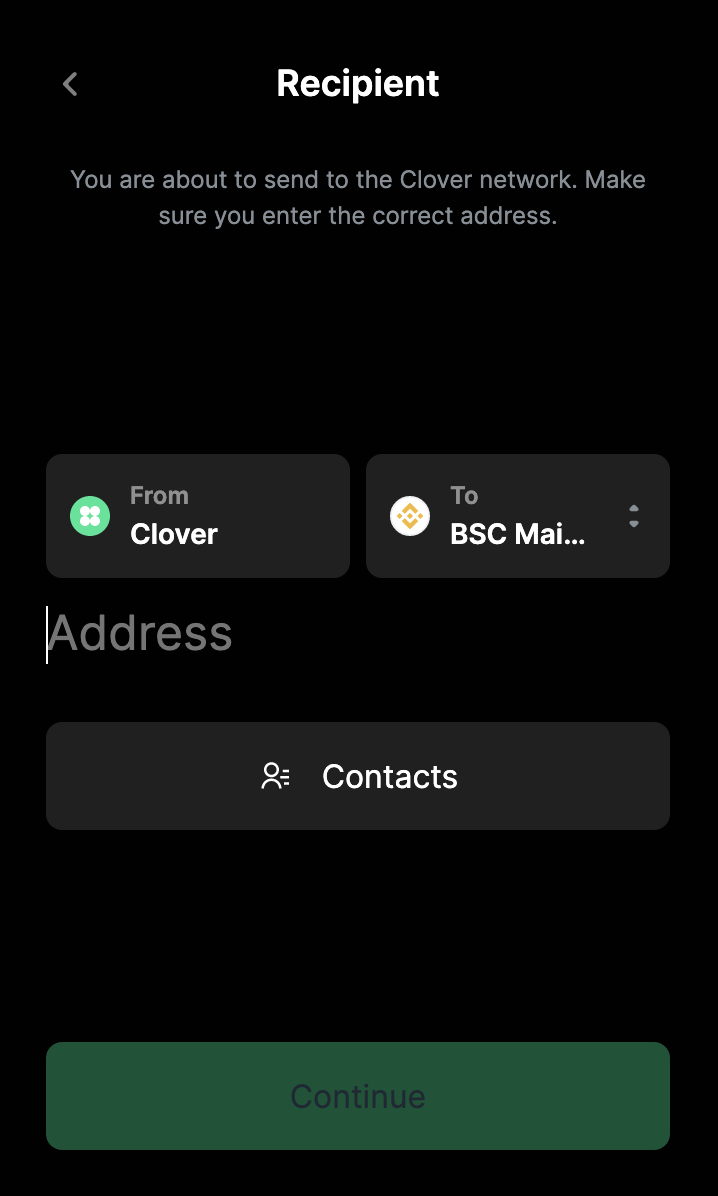 Recipient
You are about to send to the Clover network. Make
sure you enter the correct address.
From
Clover
To
BSC Mai...
Address
Contacts
Continue